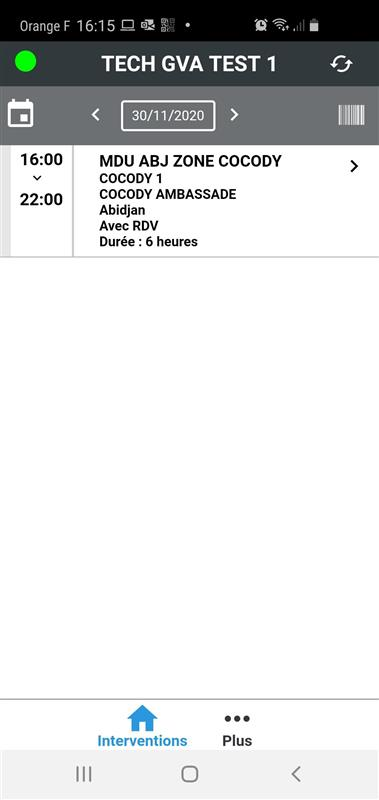 Orange F 16:15
TECH GVA TEST 1
30/11/2020
16:00
22:00
MDU ABJ ZONE COCODY
COCODY 1
COCODY AMBASSADE
Abidjan
Avec RDV
Durée : 6 heures
Interventions
Plus